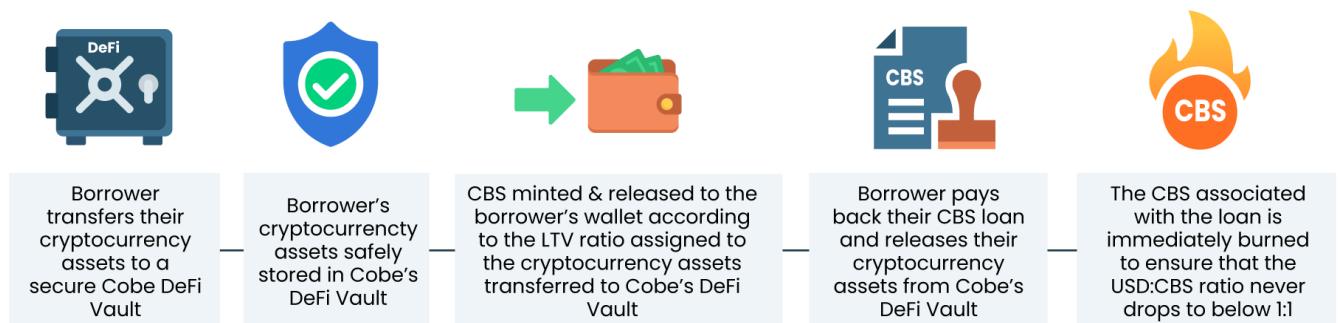 DeFi
CBS
CBS
Borrower
transfers their
cryptocurrency
assets to a
secure Cobe DeFi
Vault
Borrower's
cryptocurrencty
assets safely
stored in Cobe's
DeFi Vault
CBS minted & released to the
borrower's wallet according
to the LTV ratio assigned to
the cryptocurrency assets
transferred to Cobe's DeFi
Vault
Borrower pays
back their CBS loan
and releases their
cryptocurrency
assets from Cobe's
DeFi Vault
The CBS associated
with the loan is
immediately burned
to ensure that the
USD:CBS ratio never
drops to below 1:1